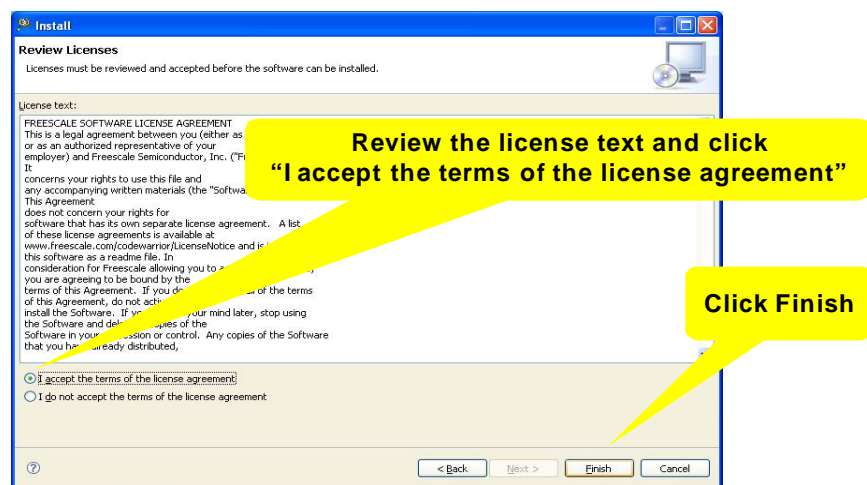 Install
Review Licenses
Licenses must be reviewed and accepted before the software can be installed.
License text:
FREESCALE SOFTWARE LICENSE AGREEMENT
This is a legal agreement between you (either as
or as an authorized representative of your
employer) and Freescale Semiconductor, Inc.
It
concerns your rights to use this file and
any accompanying written materials (the
This Agreement
does not concern your rights for
software that has its own separate license agreement. A list
of these license agreements is available at
www.freescale.com/codewarrior/LicenseNotice and is
this software as a readme file. In
consideration for Freescale allowing you to
you are agreeing to be bound by the
terms of this Agreement. If you do of the terms
of this Agreement, do not
install the Software. If your mind later, stop using
the Software and of the
Software in your or control. Any copies of the Software
that you already distributed,
Review the license text and click
“I accept the terms of the license agreement”
Click Finish
I accept the terms of the license agreement
I do not accept the terms of the license agreement
< Back
Next >
Finish
Cancel